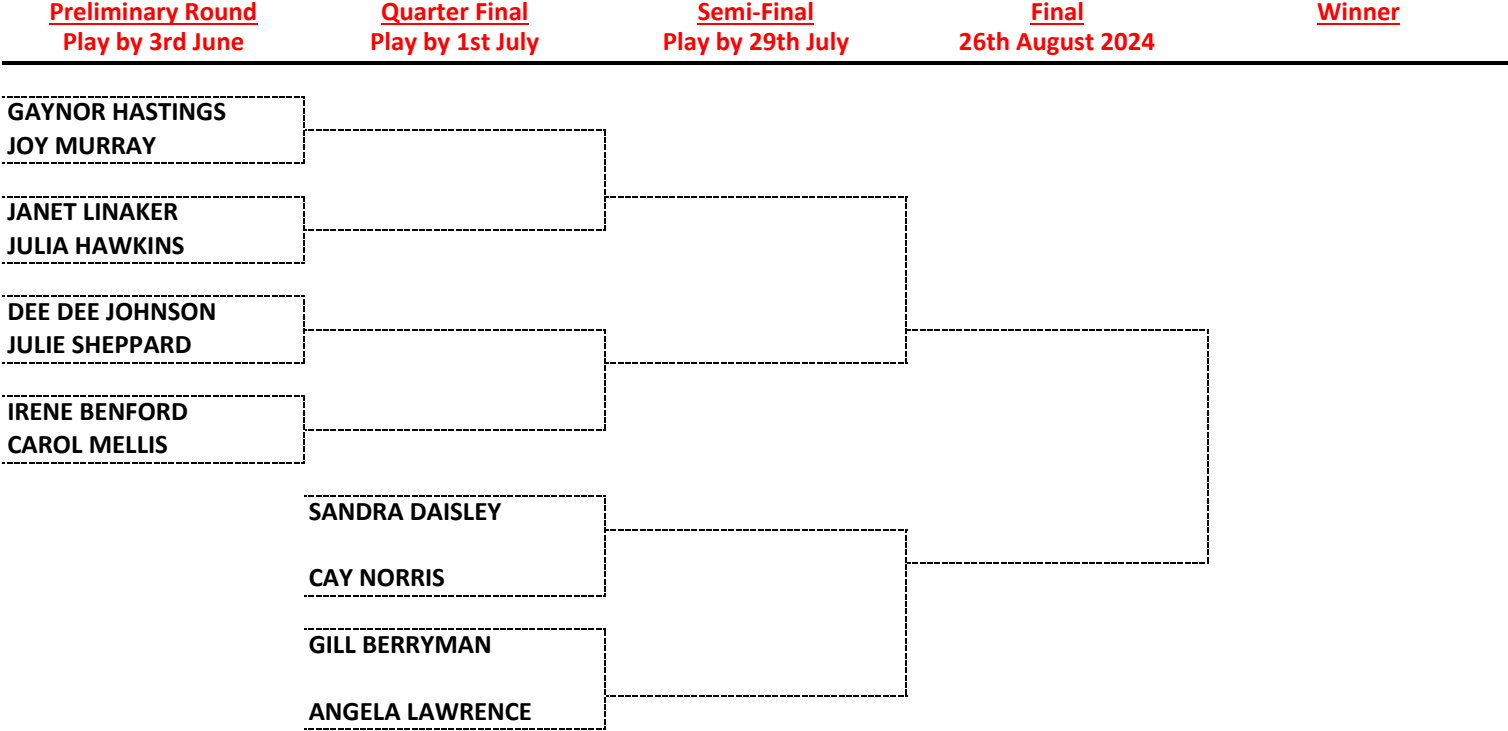 Preliminary Round
Play by 3rd June
Quarter Final
Play by 1st July
Semi-Final
Play by 29th July
Final
26th August 2024
Winner
GAYNOR HASTINGS
JOY MURRAY
JANET LINAKER
JULIA HAWKINS
DEE DEE JOHNSON
JULIE SHEPPARD
IRENE BENFORD
CAROL MELLIS
SANDRA DAISLEY
CAY NORRIS
GILL BERRYMAN
ANGELA LAWRENCE